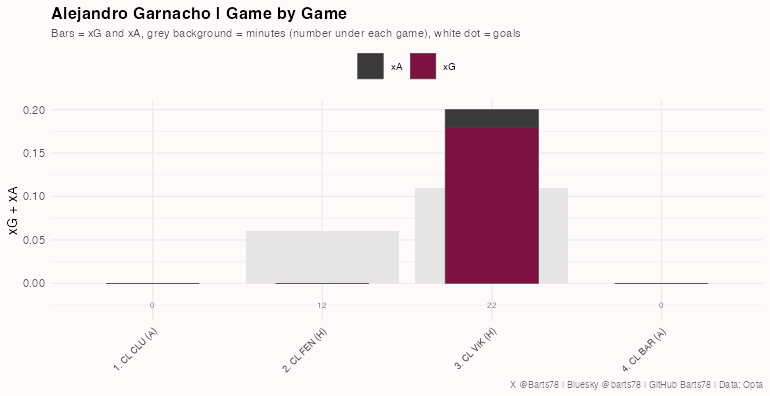 Alejandro Garnacho | Game by Game
Bars = xG and xA, grey background = minutes (number under each game), white dot = goals
xA xG
xG + xA
0.20
0.15
0.10
0.05
0.00
0 12 22 0
1. CL CLU (A) 2. CL FEN (H) 3. CL VIK (H) 4. CL BAR (A)
X @Barts78 | Bluesky @barts78 | GitHub Barts78 | Data: Opta